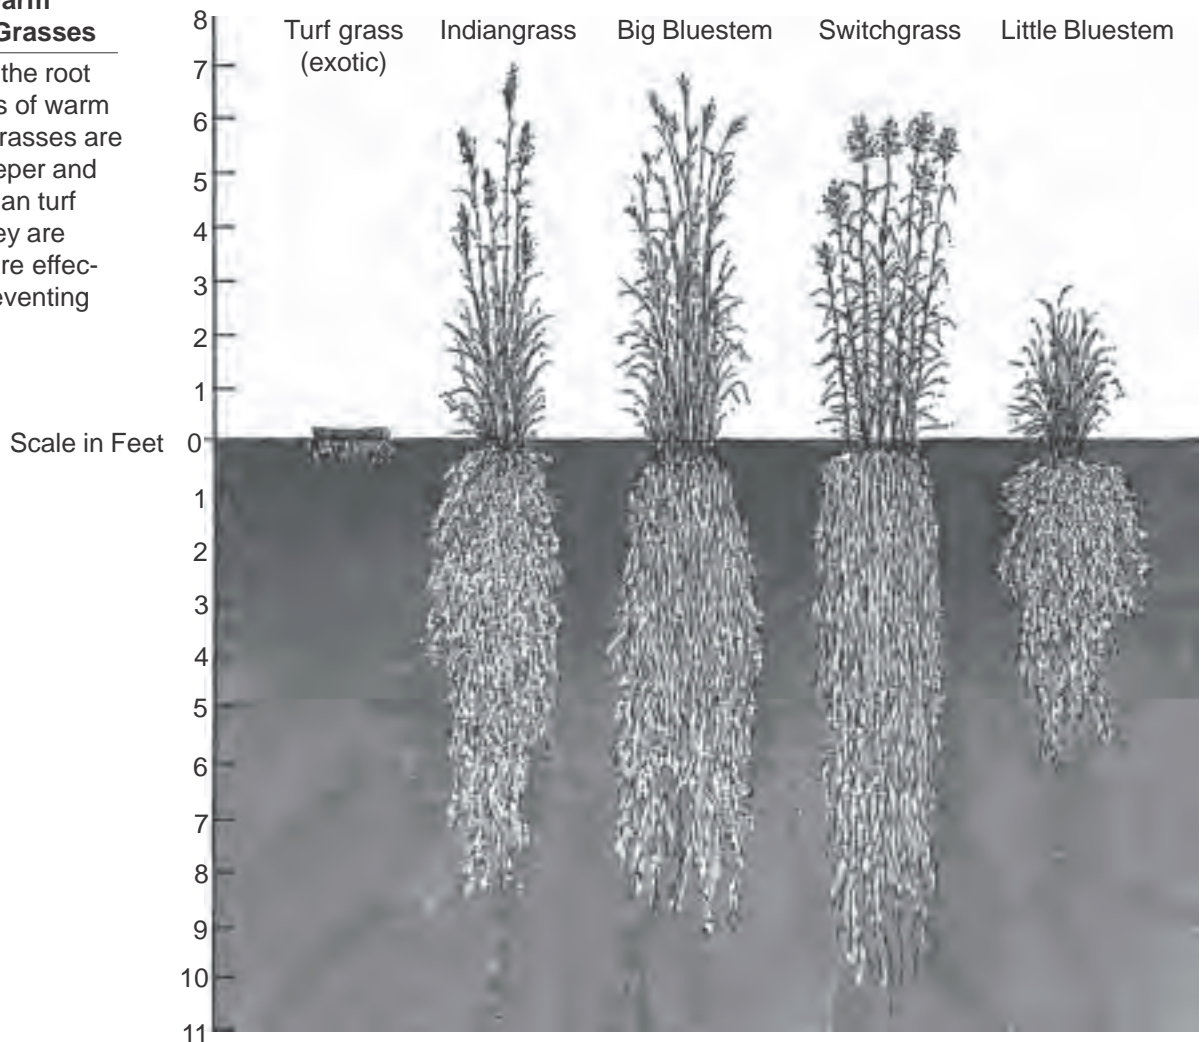 arm
Grasses
the root
s of warm
rasses are
eper and
an turf
ey are
re effec-
eventing
Turf grass
(exotic)
Indiangrass
Big Bluestem
Switchgrass
Little Bluestem
8
7
6
5
4
3
2
1
Scale in Feet 0
1
2
3
4
5
6
7
8
9
10
11